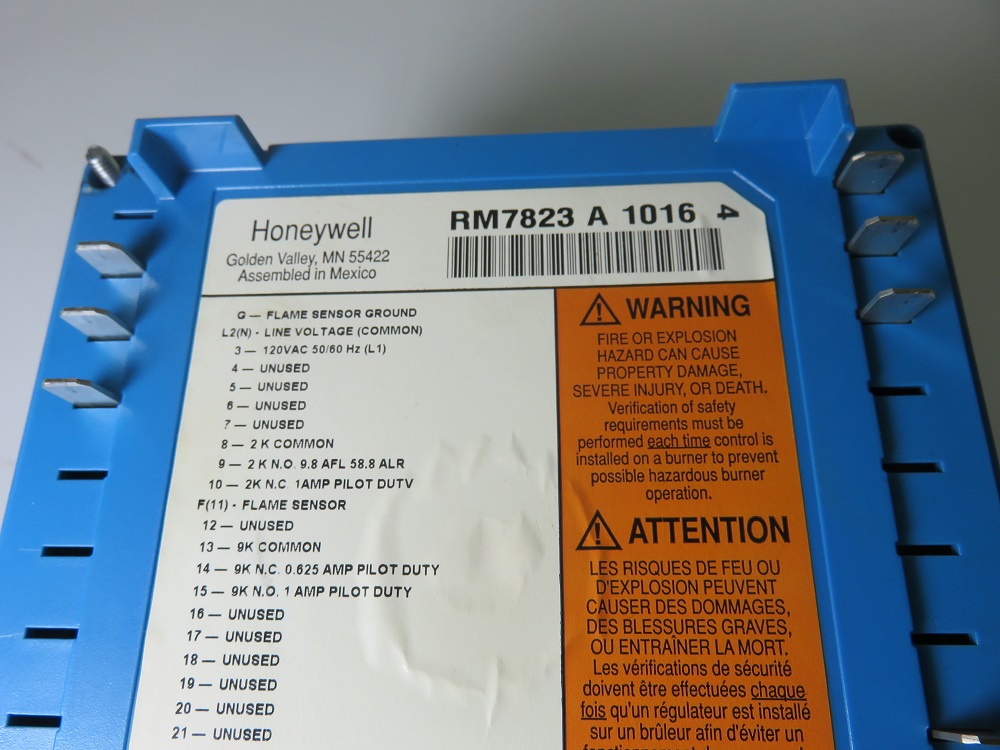 Honeywell
Golden Valley, MN 55422
Assembled in Mexico
RM7823 A 1016 4
G — FLAME SENSOR GROUND
L2(N) - LINE VOLTAGE (COMMON)
3 — 120VAC 50/60 Hz (L1)
4 — UNUSED
5 — UNUSED
6 — UNUSED
7 — UNUSED
8 — 2 K COMMON
9 — 2 K N.O. 9.8 AFL 58.8 ALR
10 — 2K N.C. 1AMP PILOT DUTY
F(11) - FLAME SENSOR
12 — UNUSED
13 — 9K COMMON
14 — 9K N.C. 0.625 AMP PILOT DUTY
15 — 9K N.O. 1 AMP PILOT DUTY
16 — UNUSED
17 — UNUSED
18 — UNUSED
19 — UNUSED
20 — UNUSED
21 — UNUSED
WARNING
FIRE OR EXPLOSION
HAZARD CAN CAUSE
PROPERTY DAMAGE,
SEVERE INJURY, OR DEATH.
Verification of safety
requirements must be
performed each time control is
installed on a burner to prevent
possible hazardous burner
operation.
ATTENTION
LES RISQUES DE FEU OU
D'EXPLOSION PEUVENT
CAUSER DES DOMMAGES,
DES BLESSURES GRAVES,
OU ENTRAÎNER LA MORT.
Les vérifications de sécurité
doivent être effectuées chaque
fois qu'un régulateur est installé
sur un brûleur afin d'éviter un